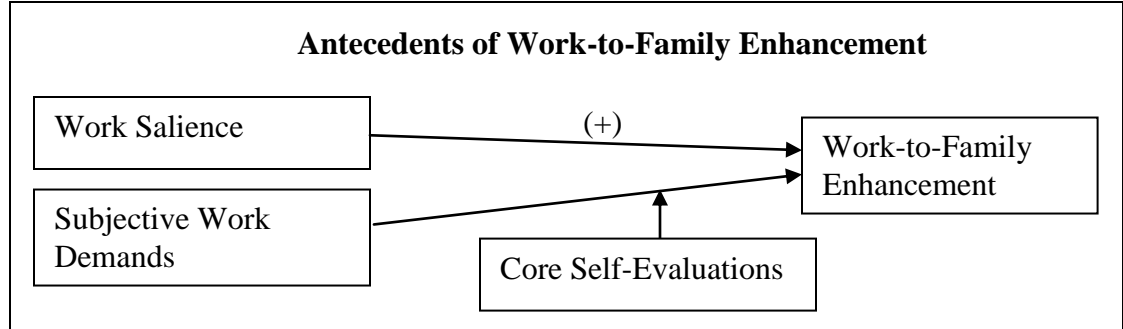 Antecedents of Work-to-Family Enhancement
Work Salience
(+)
Work-to-Family
Enhancement
Subjective Work
Demands
Core Self-Evaluations